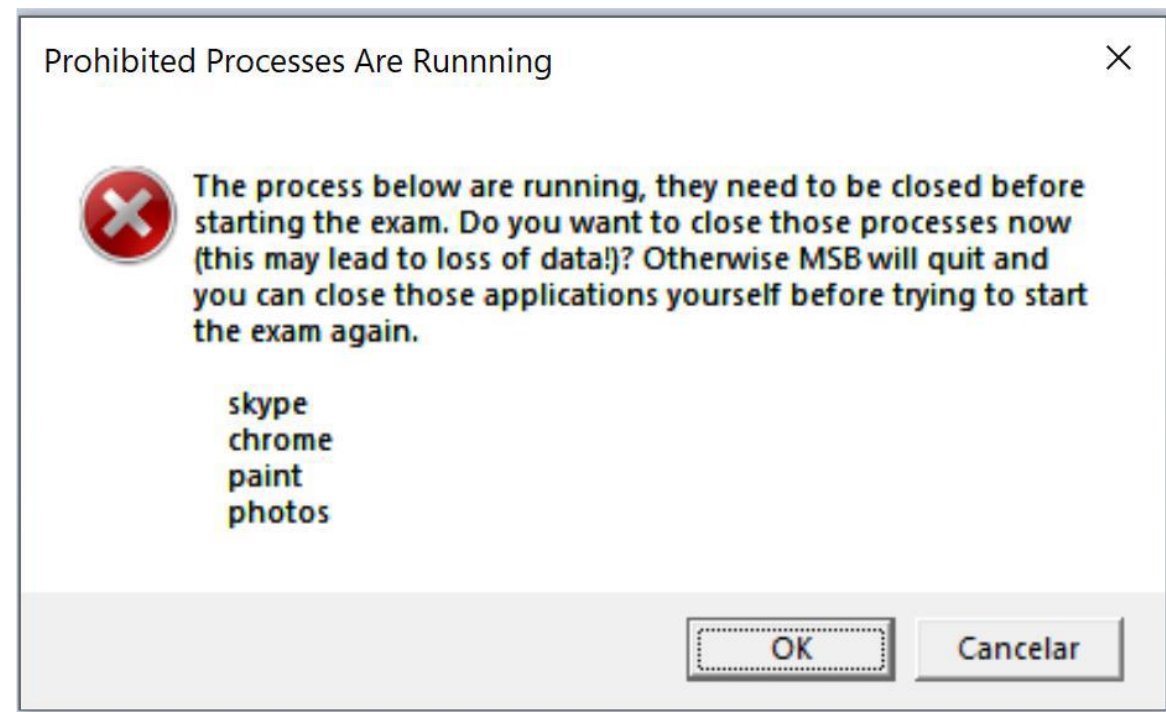 Prohibited Processes Are Runnning
The process below are running, they need to be closed before
starting the exam. Do you want to close those processes now
(this may lead to loss of data!)? Otherwise MSB will quit and
you can close those applications yourself before trying to start
the exam again.
skype
chrome
paint
photos
OK
Cancelar